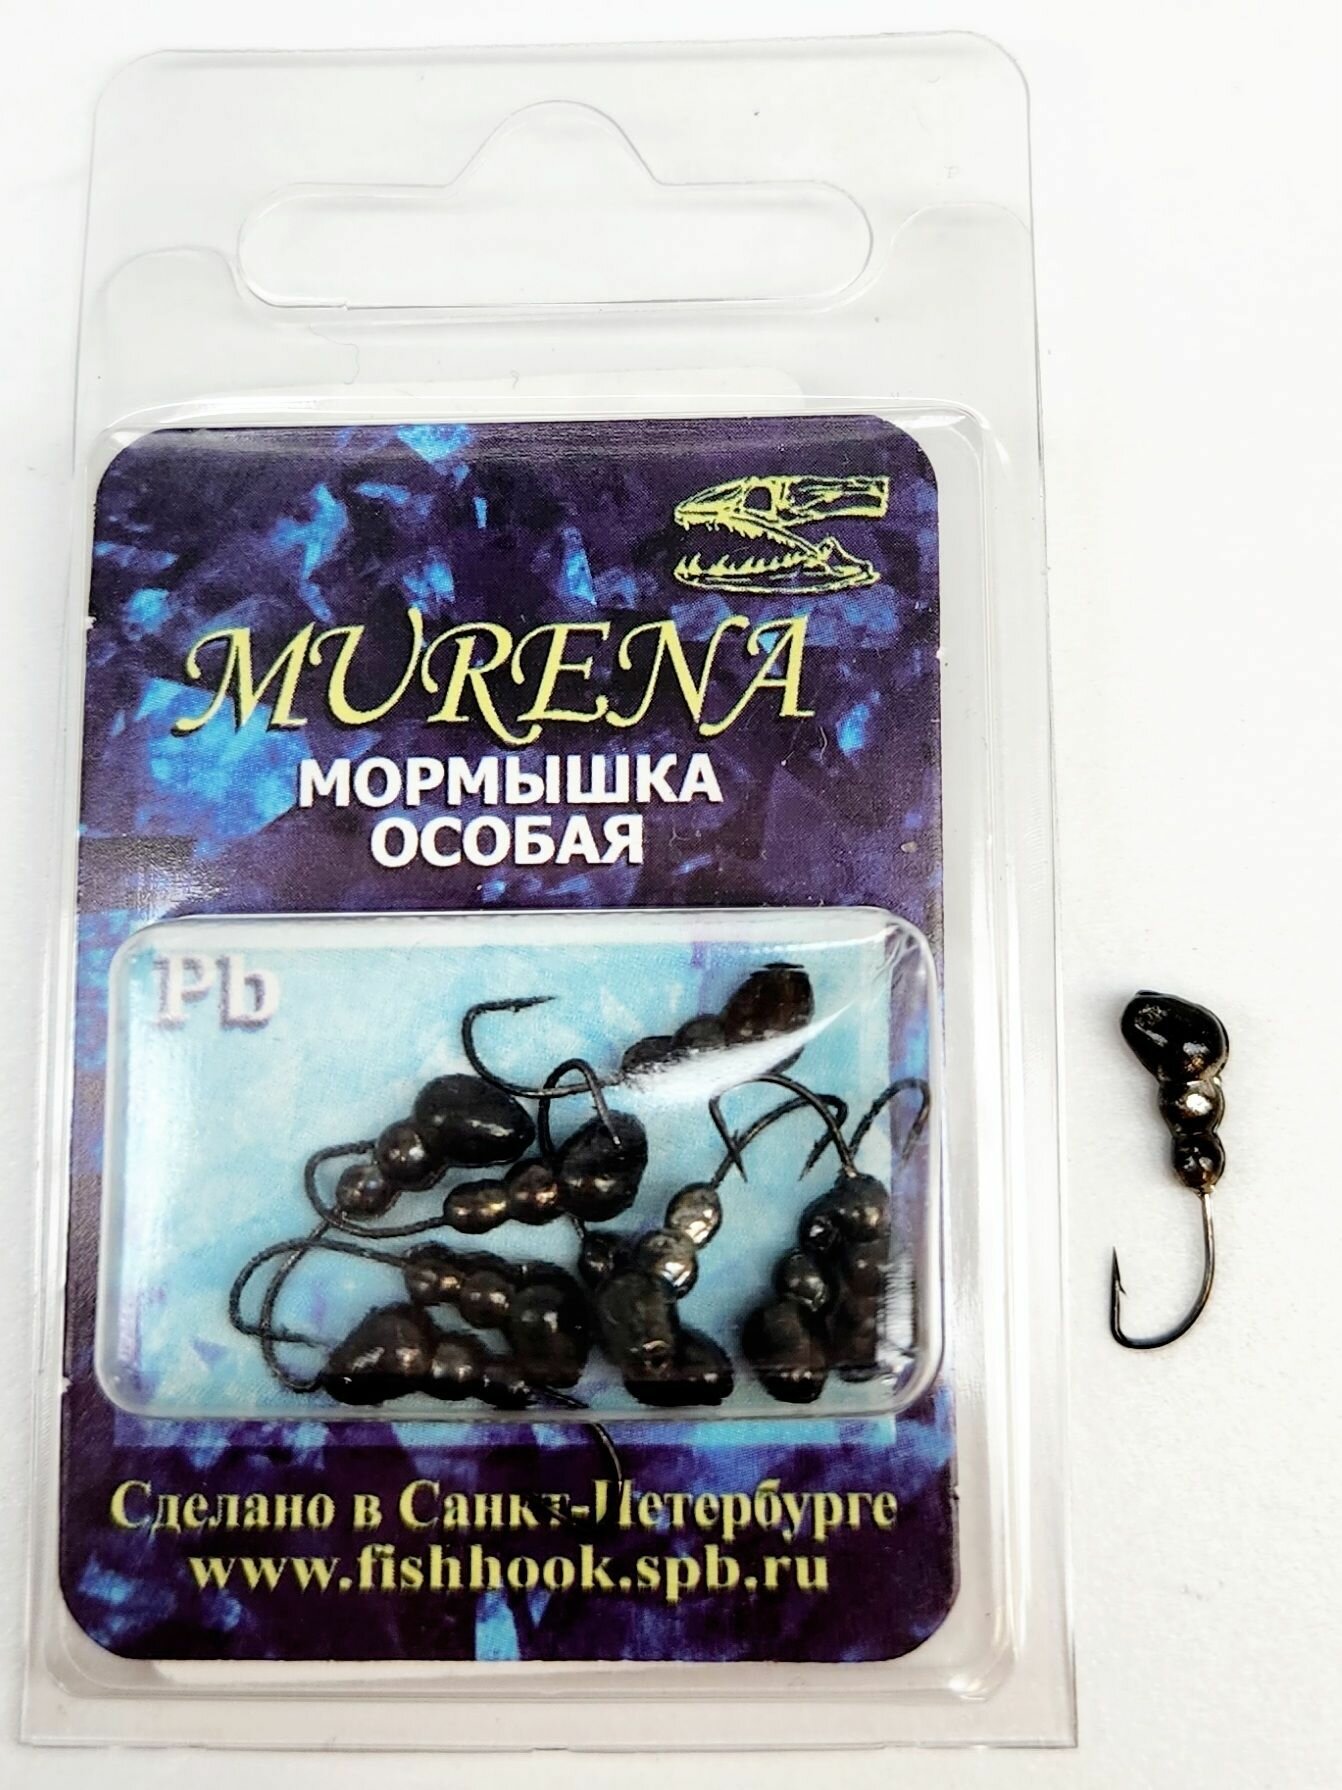 MURENA
МОРМЫШКА
ОСОБАЯ
Pb
Сделано в Санкт-Петербурге
www.fishhook.spb.ru